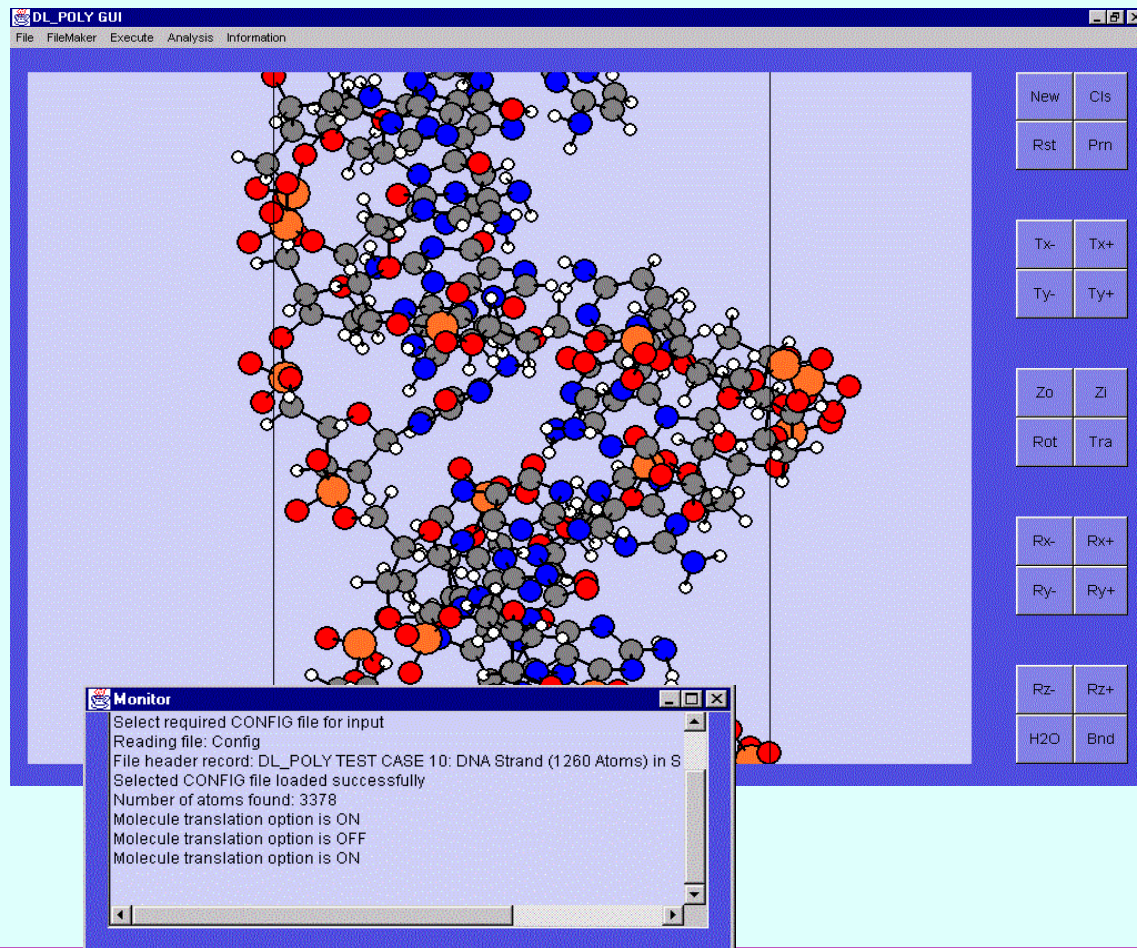 DL_POLY GUI
File FileMaker Execute Analysis Information
New Cls
Rst Prn
Tx- Tx+
Ty- Ty+
Zo Zi
Rot Tra
Rx- Rx+
Ry- Ry+
Rz- Rz+
H2O Bnd
Monitor
Select required CONFIG file for input
Reading file: Config
File header record: DL_POLY TEST CASE 10: DNA Strand (1260 Atoms) in S
Selected CONFIG file loaded successfully
Number of atoms found: 3378
Molecule translation option is ON
Molecule translation option is OFF
Molecule translation option is ON